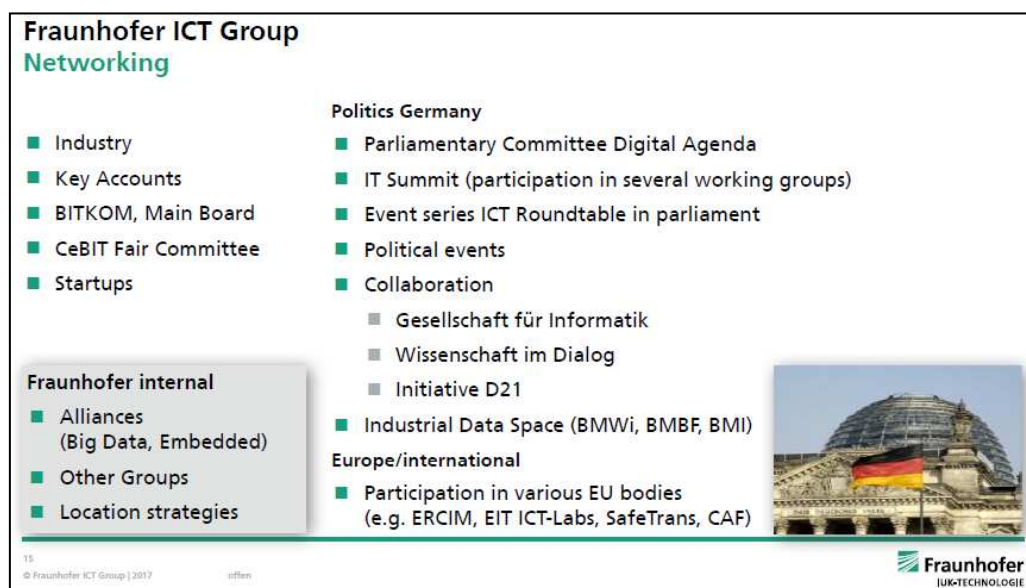 Fraunhofer ICT Group
Networking
Industry
Key Accounts
BITKOM, Main Board
CeBIT Fair Committee
Startups
Fraunhofer internal
Alliances
(Big Data, Embedded)
Other Groups
Location strategies
Politics Germany
Parliamentary Committee Digital Agenda
IT Summit (participation in several working groups)
Event series ICT Roundtable in parliament
Political events
Collaboration
Gesellschaft für Informatik
Wissenschaft im Dialog
Initiative D21
Industrial Data Space (BMWi, BMBF, BMI)
Europe/international
Participation in various EU bodies
(e.g. ERCIM, EIT ICT-Labs, SafeTrans, CAF)
15
© Fraunhofer ICT Group | 2017 offen
Fraunhofer
IUK-TECHNOLOGIE